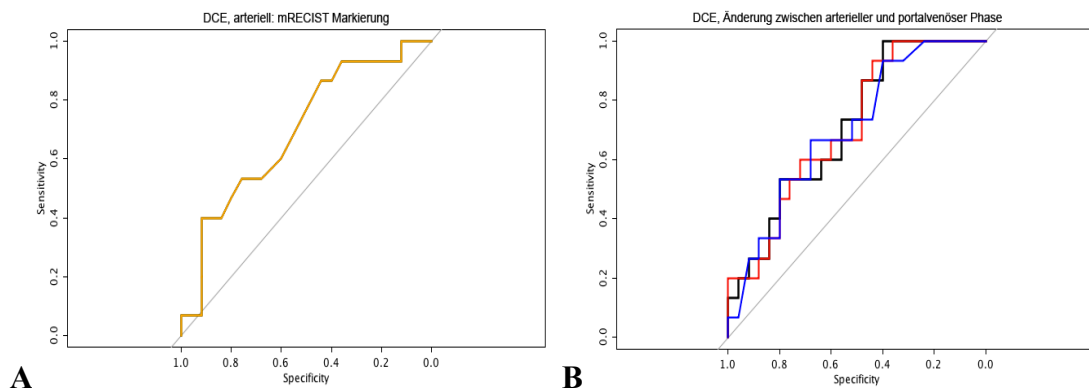 DCE, arteriell: mRECIST Markierung
Sensitivity
1.0
0.8
0.6
0.4
0.2
0.0
1.0 0.8 0.6 0.4 0.2 0.0
Specificity
A
DCE, Änderung zwischen arterieller und portalvenöser Phase
Sensitivity
1.0
0.8
0.6
0.4
0.2
0.0
1.0 0.8 0.6 0.4 0.2 0.0
Specificity
B